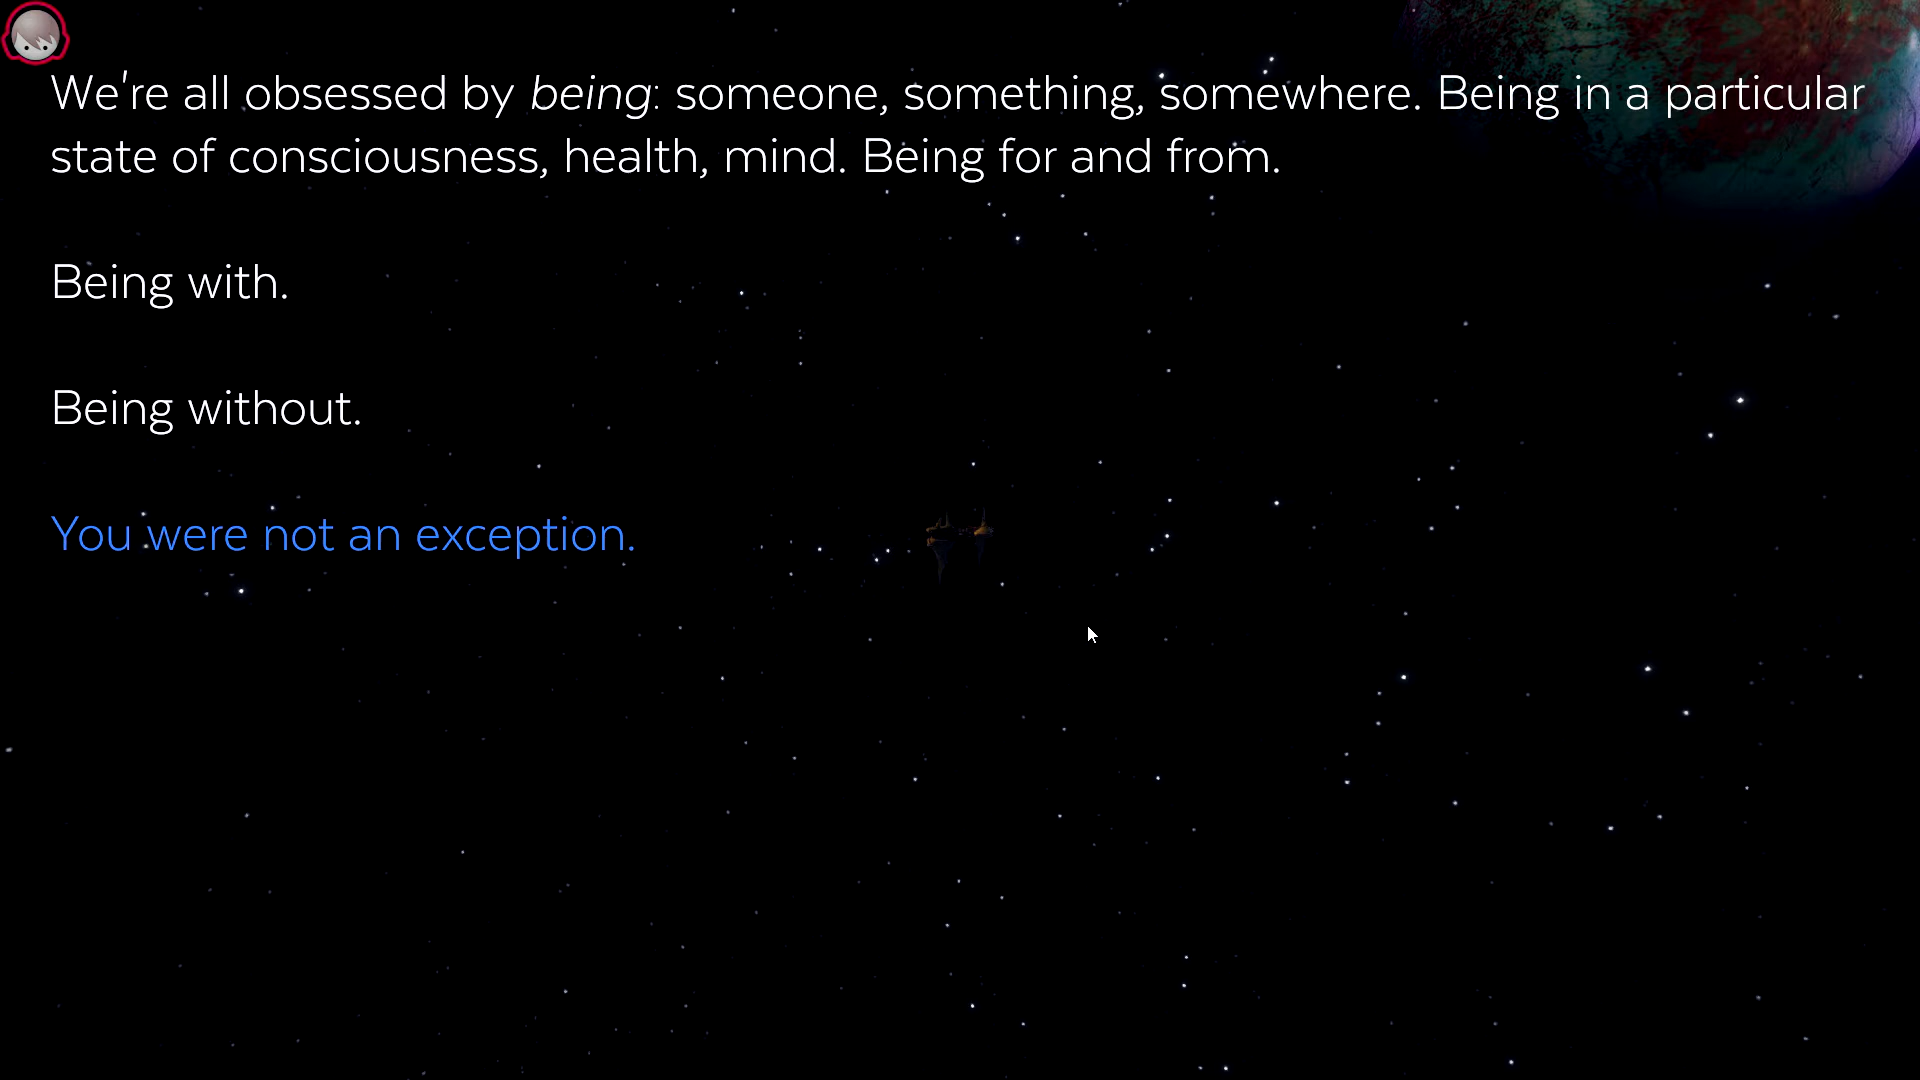 We're all obsessed by being: someone, something, somewhere. Being in a particular
state of consciousness, health, mind. Being for and from.
Being with.
Being without.
You were not an exception.